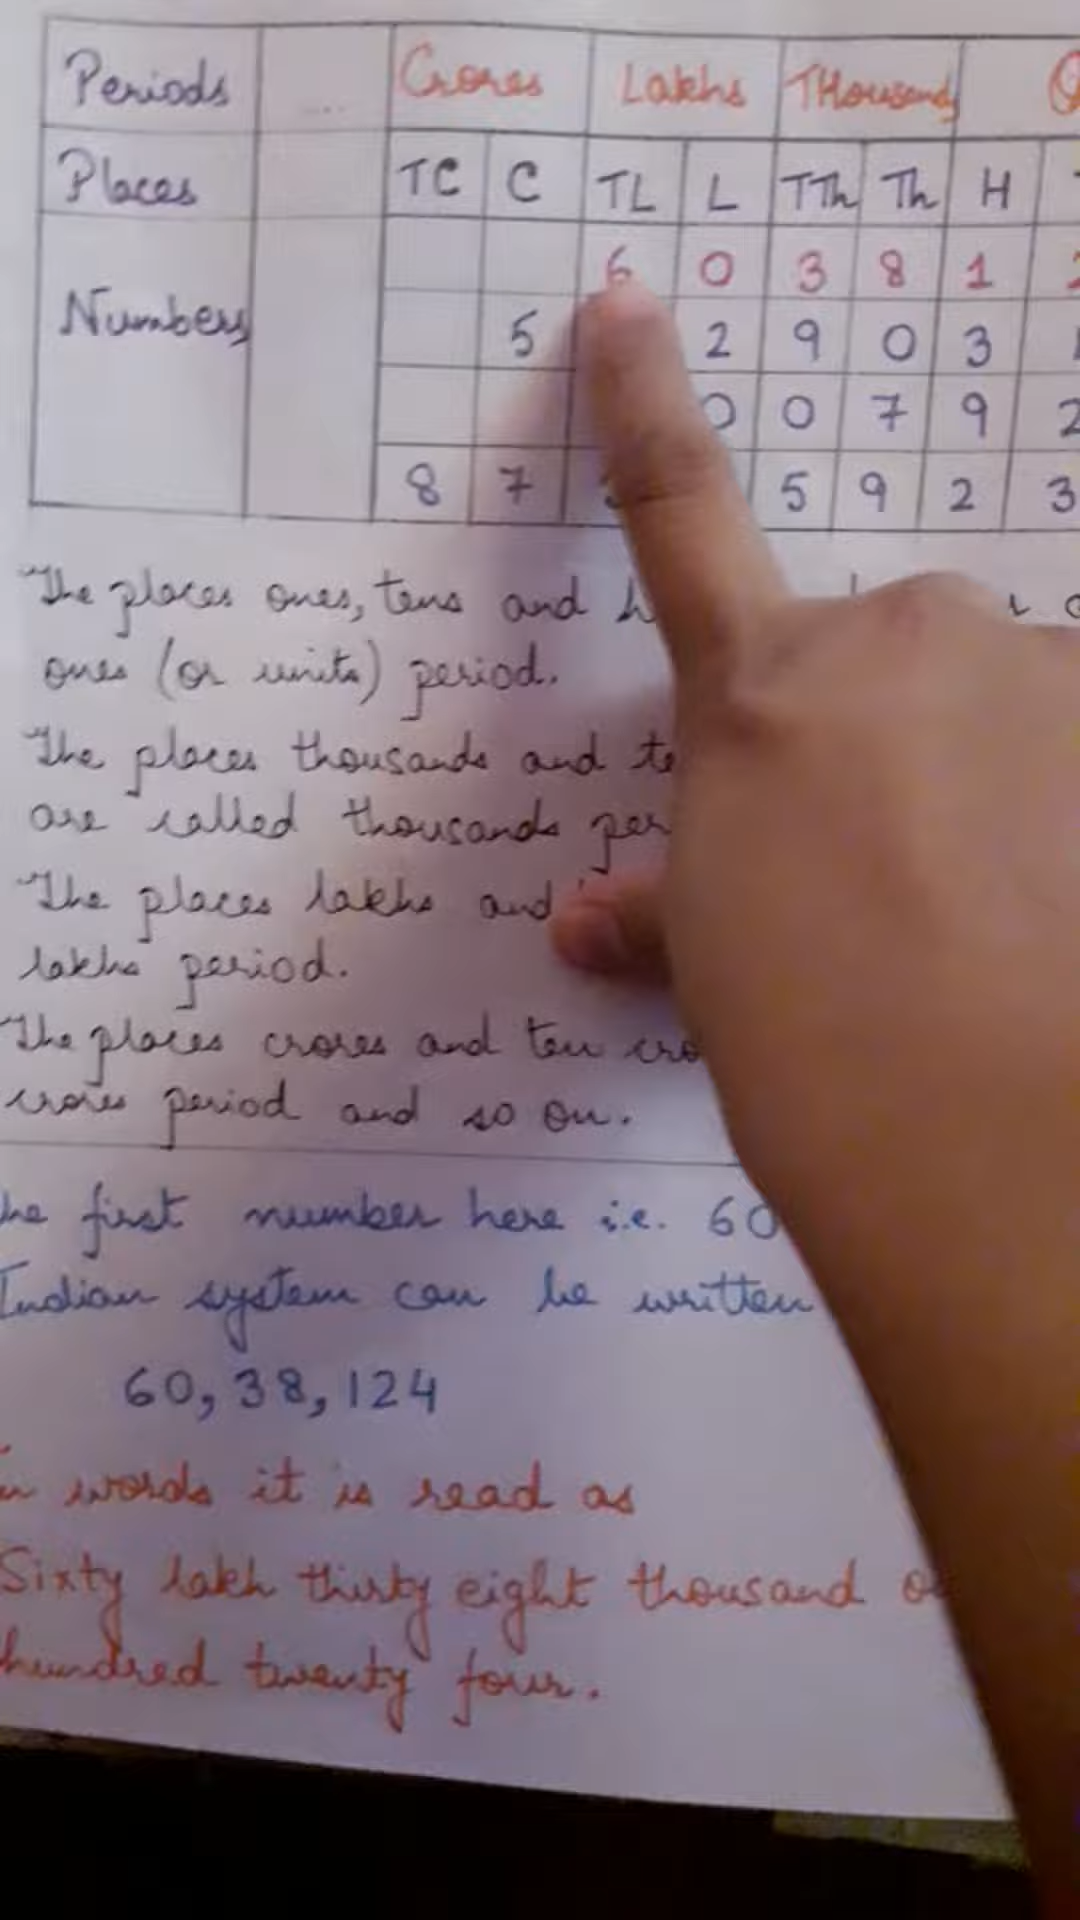 Periods ... Crores Lakhs THousands
Places TC C TL L TTh Th H
6 0 3 8 1
Numbers 5 2 9 0 3
0 0 7 9 2
8 7 5 9 2 3
The places ones, tens and
ones (or units) period.
The places thousands and
are called thousands
The places lakhs and
lakhs period.
The places crores and ten
crores period and so on.
first number here i.e. 60
Indian system can be written
60,38,124
words it is read as
Sixty lakh thirty eight thousand
hundred twenty four.